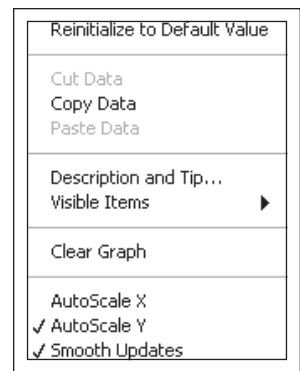 Reinitialize to Default Value
Cut Data
Copy Data
Paste Data
Description and Tip...
Visible Items
Clear Graph
AutoScale X
✓ AutoScale Y
✓ Smooth Updates